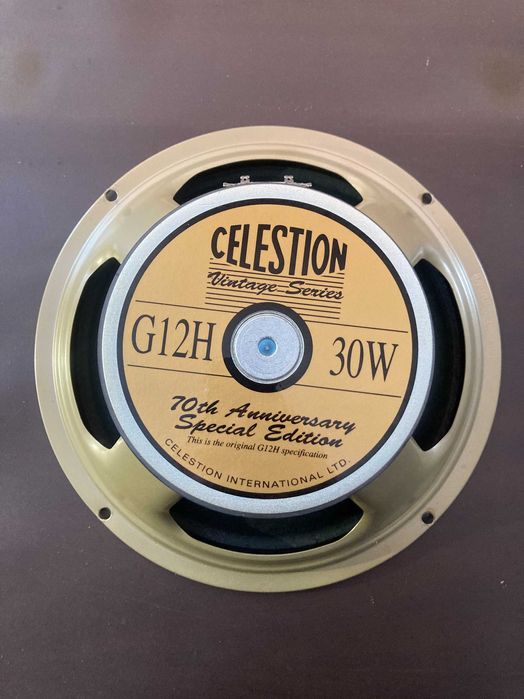 CELESTION
Vintage Series
G12H 30W
70th Anniversary
Special Edition
This is the original G12H specification
CELESTION INTERNATIONAL LTD.